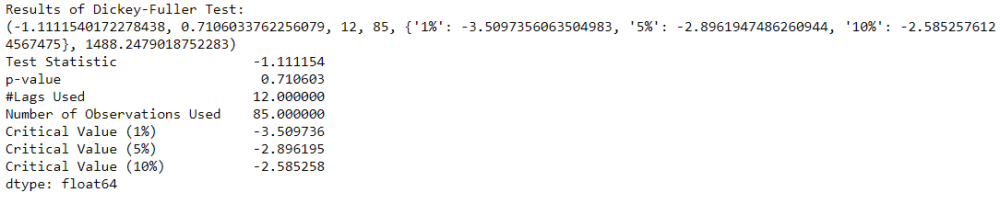 Results of Dickey-Fuller Test:
(-1.1111540172278438, 0.7106033762256079, 12, 85, {'1%': -3.5097356063504983, '5%': -2.8961947486260944, '10%': -2.585257612
4567475}, 1488.2479018752283)
Test Statistic                 -1.111154
p-value                         0.710603
#Lags Used                     12.000000
Number of Observations Used    85.000000
Critical Value (1%)            -3.509736
Critical Value (5%)            -2.896195
Critical Value (10%)           -2.585258
dtype: float64